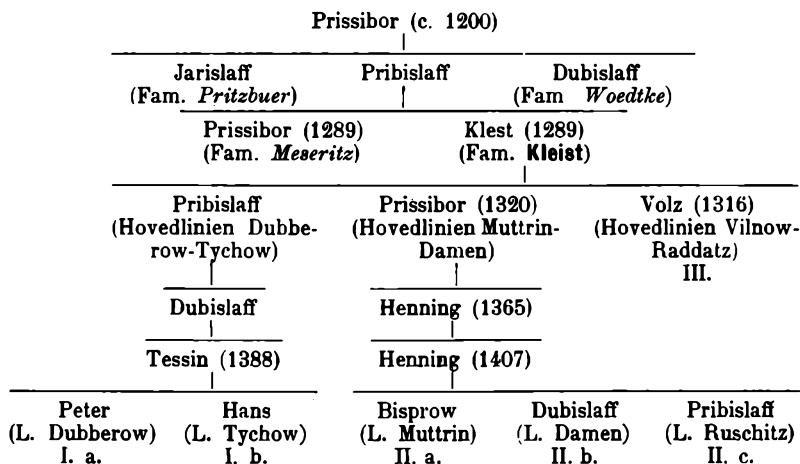 Prissibor (c. 1200)
Jarislaff Pribislaff Dubislaff
(Fam. Pritzbuer) (Fam Woedtke)
Prissibor (1289) Klest (1289)
(Fam. Meseritz) (Fam. Kleist)
Pribislaff Prissibor (1320) Volz (1316)
(Hovedlinien Dubbe- (Hovedlinien Muttrin- (Hovedlinien Vilnow-
row-Tychow) Damen) Raddatz)
III.
Dubislaff Henning (1365)
Tessin (1388) Henning (1407)
Peter Hans Bisprow Dubislaff Pribislaff
(L. Dubberow) (L. Tychow) (L. Muttrin) (L. Damen) (L. Ruschitz)
I. a. I. b. II. a. II. b. II. c.